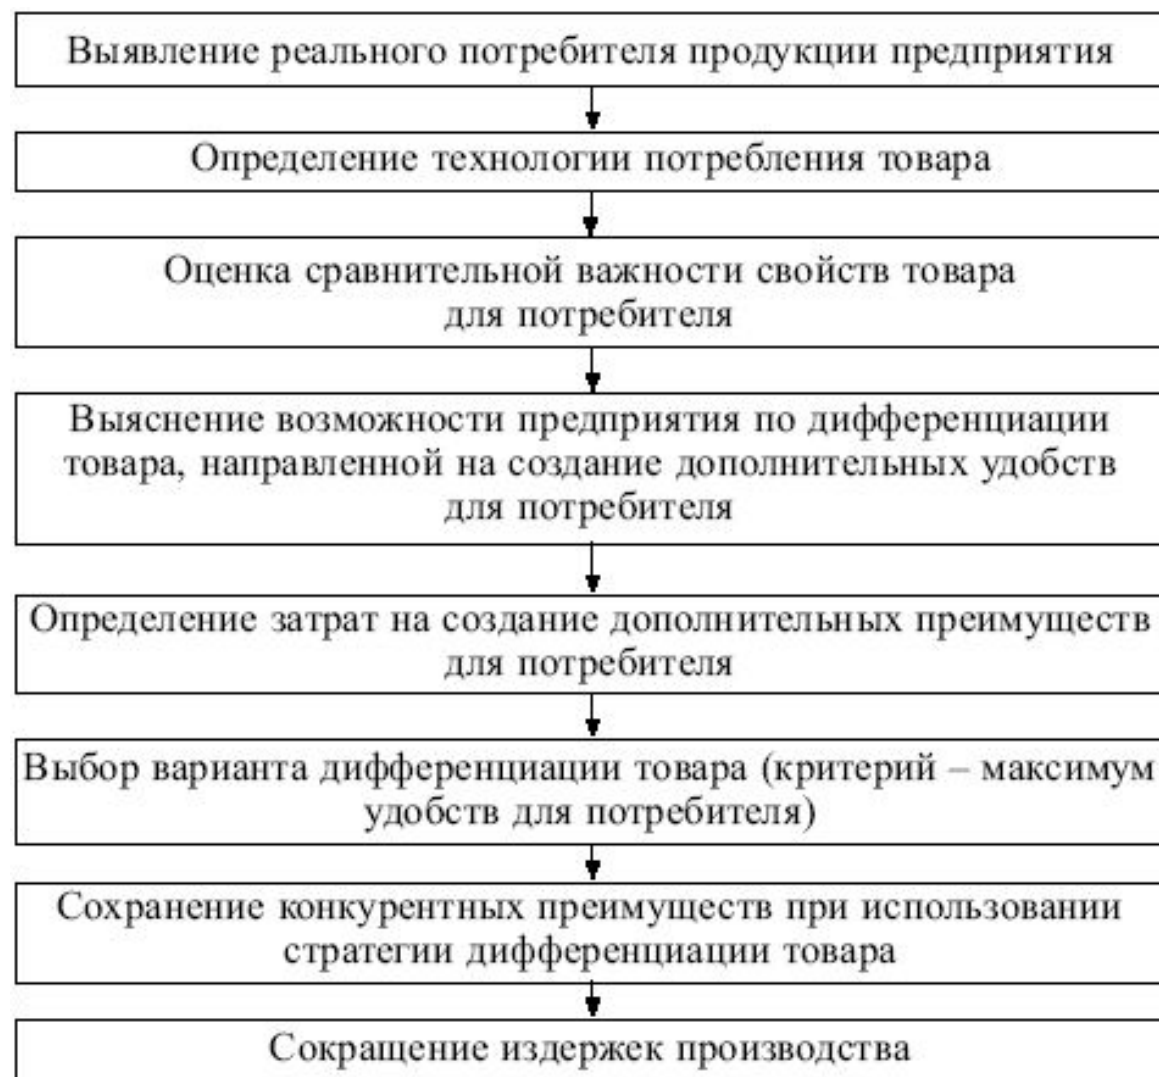 Выявление реального потребителя продукции предприятия
Определение технологии потребления товара
Оценка сравнительной важности свойств товара
для потребителя
Выяснение возможности предприятия по дифференциации
товара, направленной на создание дополнительных удобств
для потребителя
Определение затрат на создание дополнительных преимуществ
для потребителя
Выбор варианта дифференциации товара (критерий – максимум
удобств для потребителя)
Сохранение конкурентных преимуществ при использовании
стратегии дифференциации товара
Сокращение издержек производства